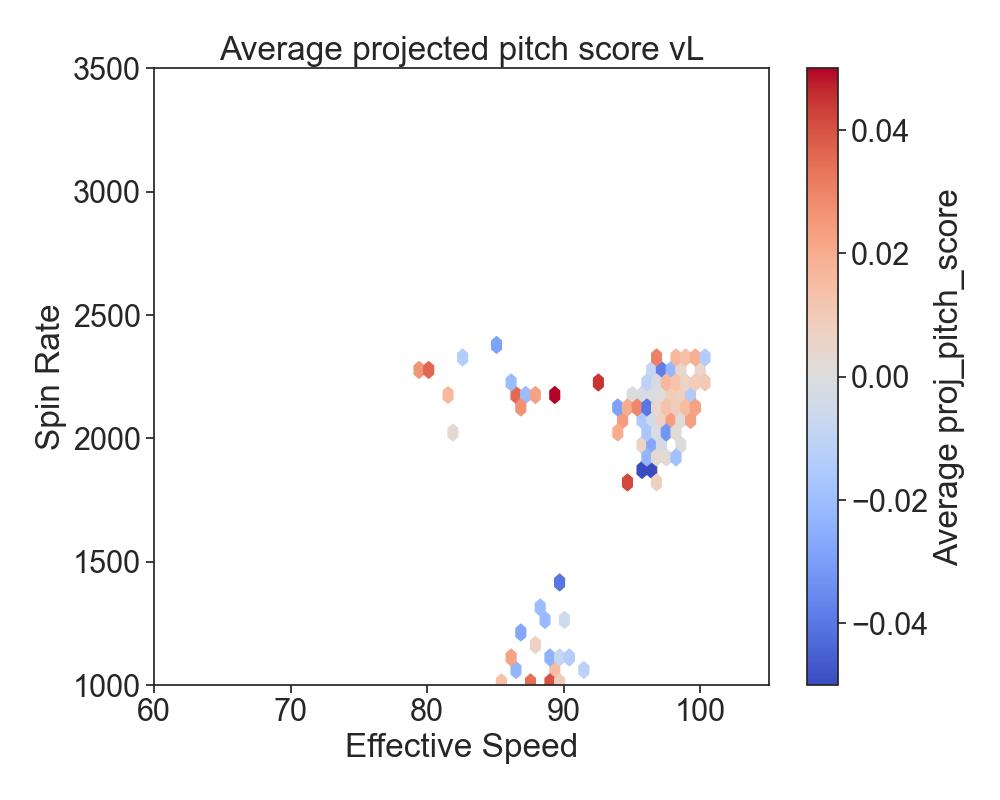 Average projected pitch score vL
3500
3000
2500
2000
1500
1000
Spin Rate
60 70 80 90 100
Effective Speed
0.04
0.02
0.00
−0.02
−0.04
Average proj_pitch_score